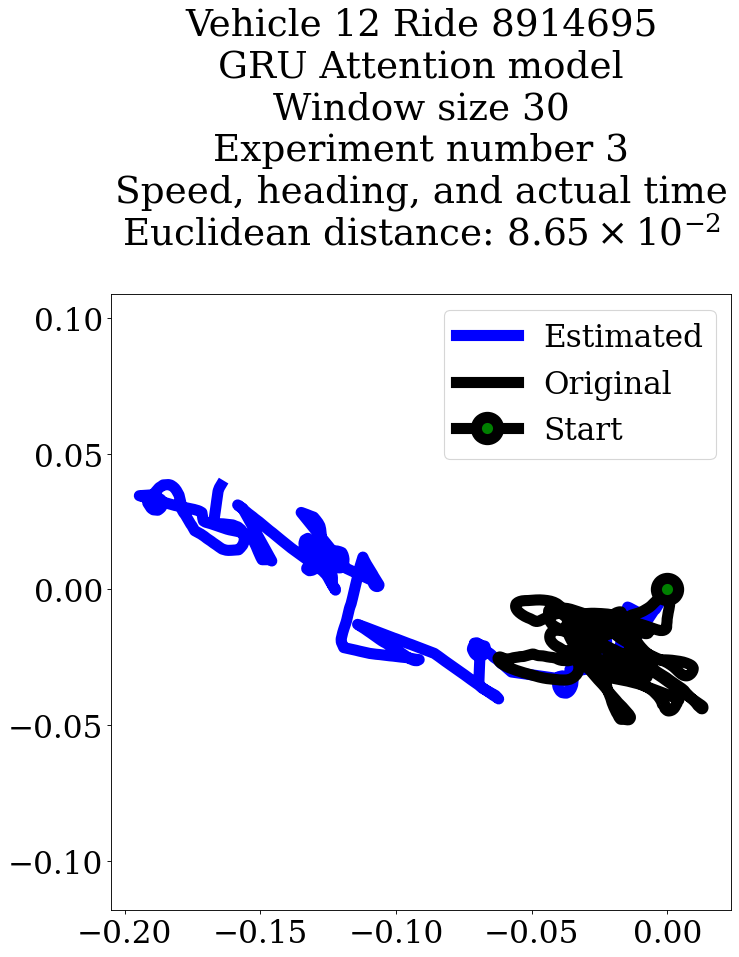 Vehicle 12 Ride 8914695
GRU Attention model
Window size 30
Experiment number 3
Speed, heading, and actual time
Euclidean distance: 8.65 × 10⁻²
Estimated
Original
Start
0.10
0.05
0.00
−0.05
−0.10
−0.20 −0.15 −0.10 −0.05 0.00